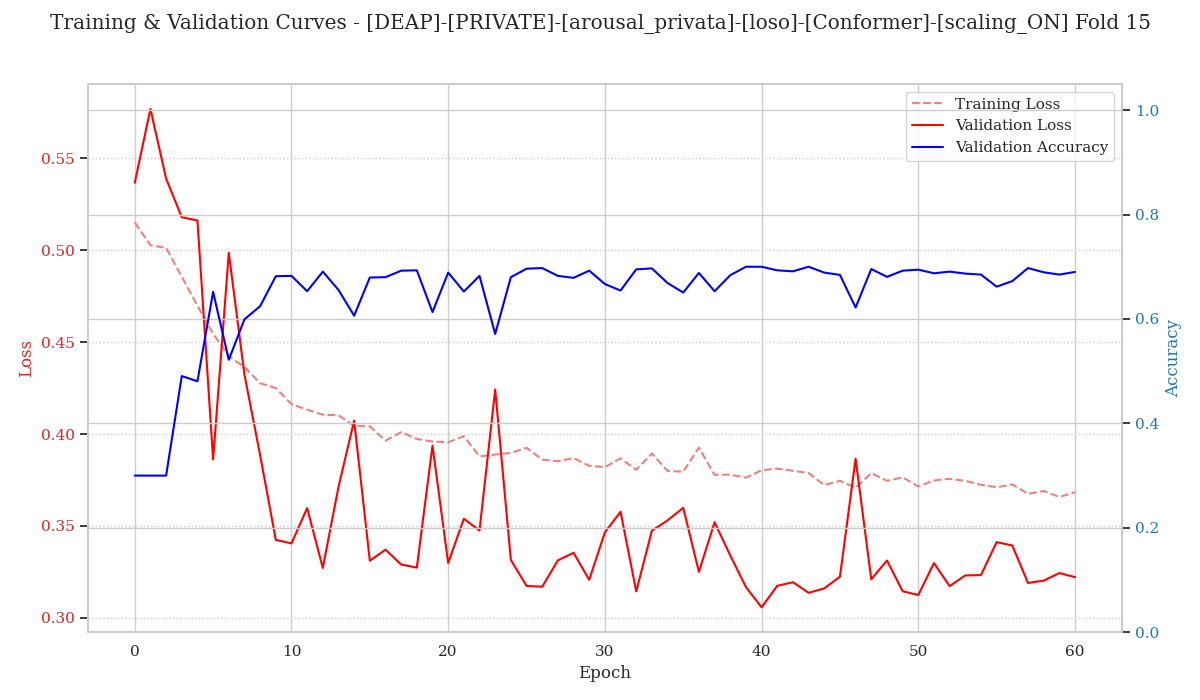 Training & Validation Curves - [DEAP]-[PRIVATE]-[arousal_privata]-[loso]-[Conformer]-[scaling_ON] Fold 15
Training Loss
Validation Loss
Validation Accuracy
Loss
0.55
0.50
0.45
0.40
0.35
0.30
1.0
0.8
0.6
0.4
0.2
0.0
Accuracy
0 10 20 30 40 50 60
Epoch